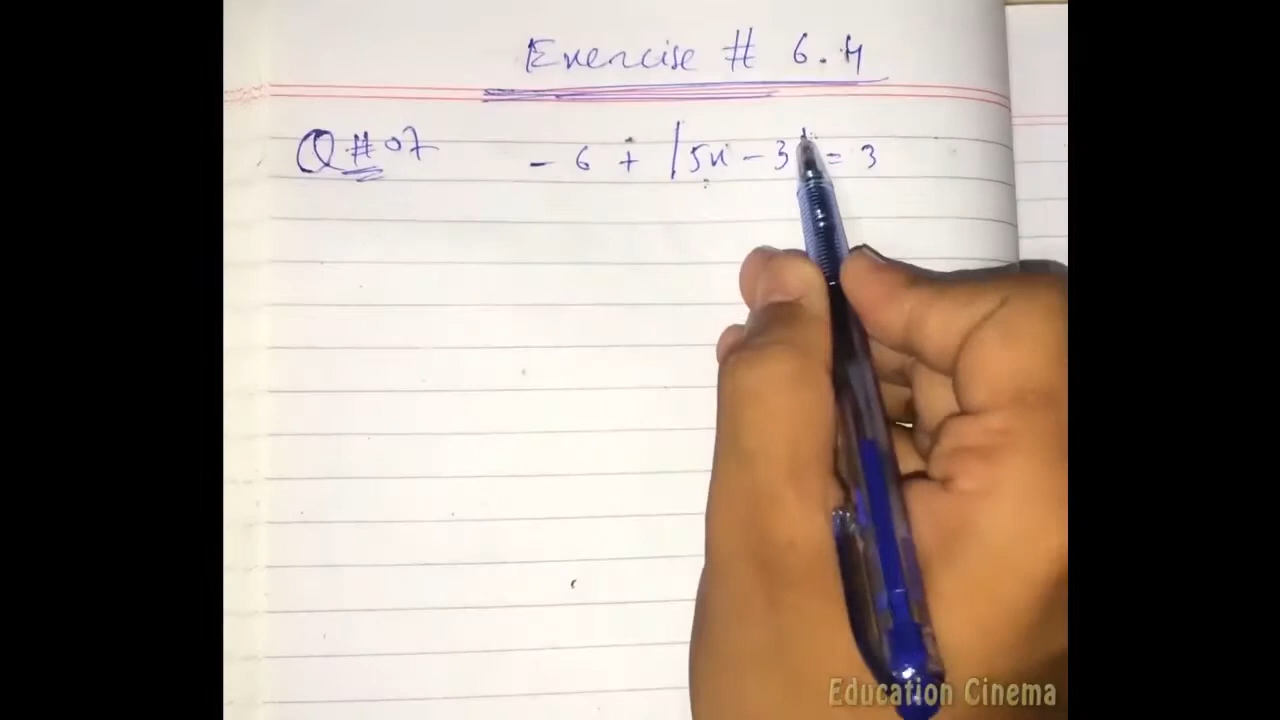 Exercise # 6.4
Q # 07 - 6 + |5x - 3| = 3
Education Cinema